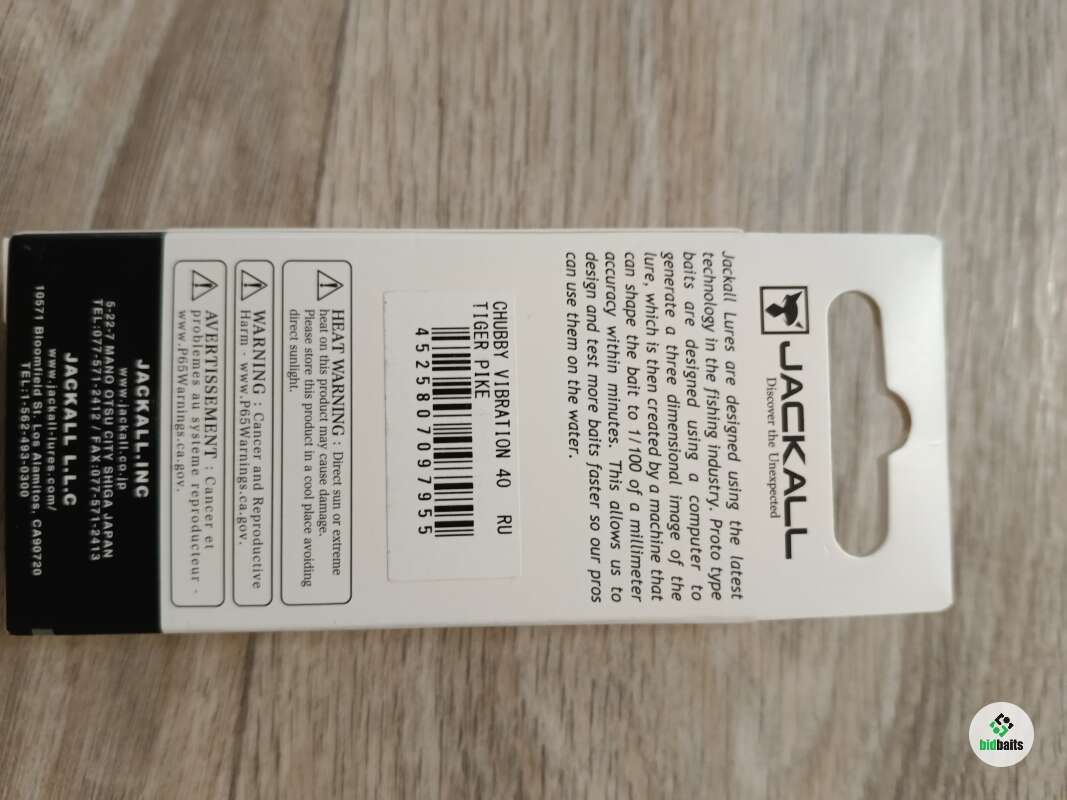 JACKALL
Discover the Unexpected
Jackall Lures are designed using the latest
technology in the fishing industry. Proto type
baits are designed using a computer to
generate a three dimensional image of the
lure, which is then created by a machine that
can shape the bait to 1/100 of a millimeter
accuracy within minutes. This allows us to
design and test more baits faster so our pros
can use them on the water.
CHUBBY VIBRATION 40 RU
TIGER PIKE
4525807097955
HEAT WARNING : Direct sun or extreme
heat on this product may cause damage.
Please store this product in a cool place avoiding
direct sunlight.
WARNING : Cancer and Reproductive
Harm - www.P65Warnings.ca.gov.
AVERTISSEMENT : Cancer et
problemes au systeme reproducteur -
www.P65Warnings.ca.gov.
JACKALL.INC
www.jackall.co.jp
5-22-7 MANO OTSU CITY SHIGA JAPAN
TEL:077-571-2412 / FAX:077-571-2413
JACKALL L.L.C
www.jackall-lures.com/
10571 Bloomfield St, Los Alamitos, CA90720
TEL:1-562-493-0300
bidbaits